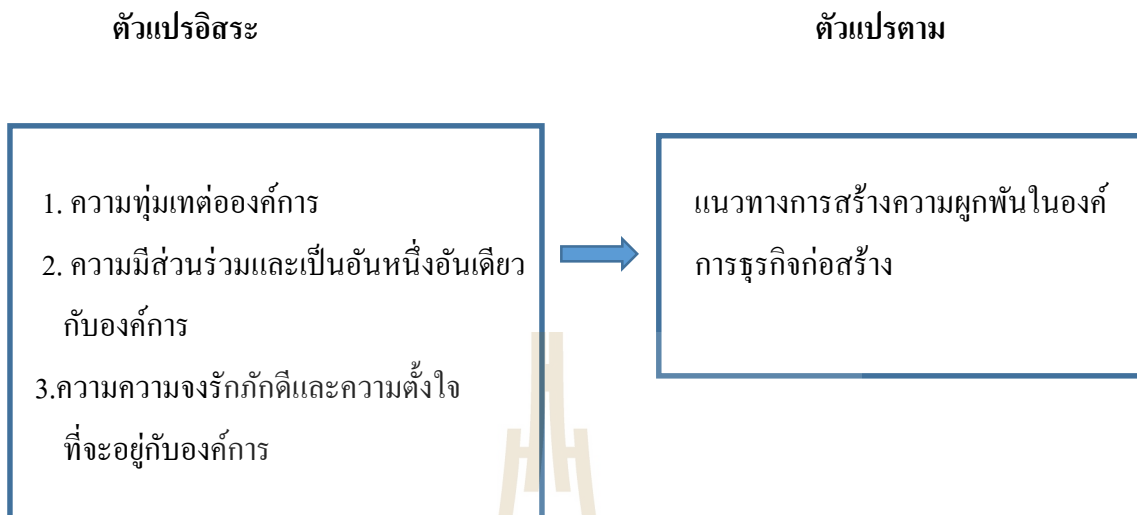 ตัวแปรอิสระ
ตัวแปรตาม
1. ความทุ่มเทต่อองค์การ
2. ความมีส่วนร่วมและเป็นอันหนึ่งอันเดียว
กับองค์การ
3.ความความจงรักภักดีและความตั้งใจ
ที่จะอยู่กับองค์การ
แนวทางการสร้างความผูกพันในองค์
การธุรกิจก่อสร้าง